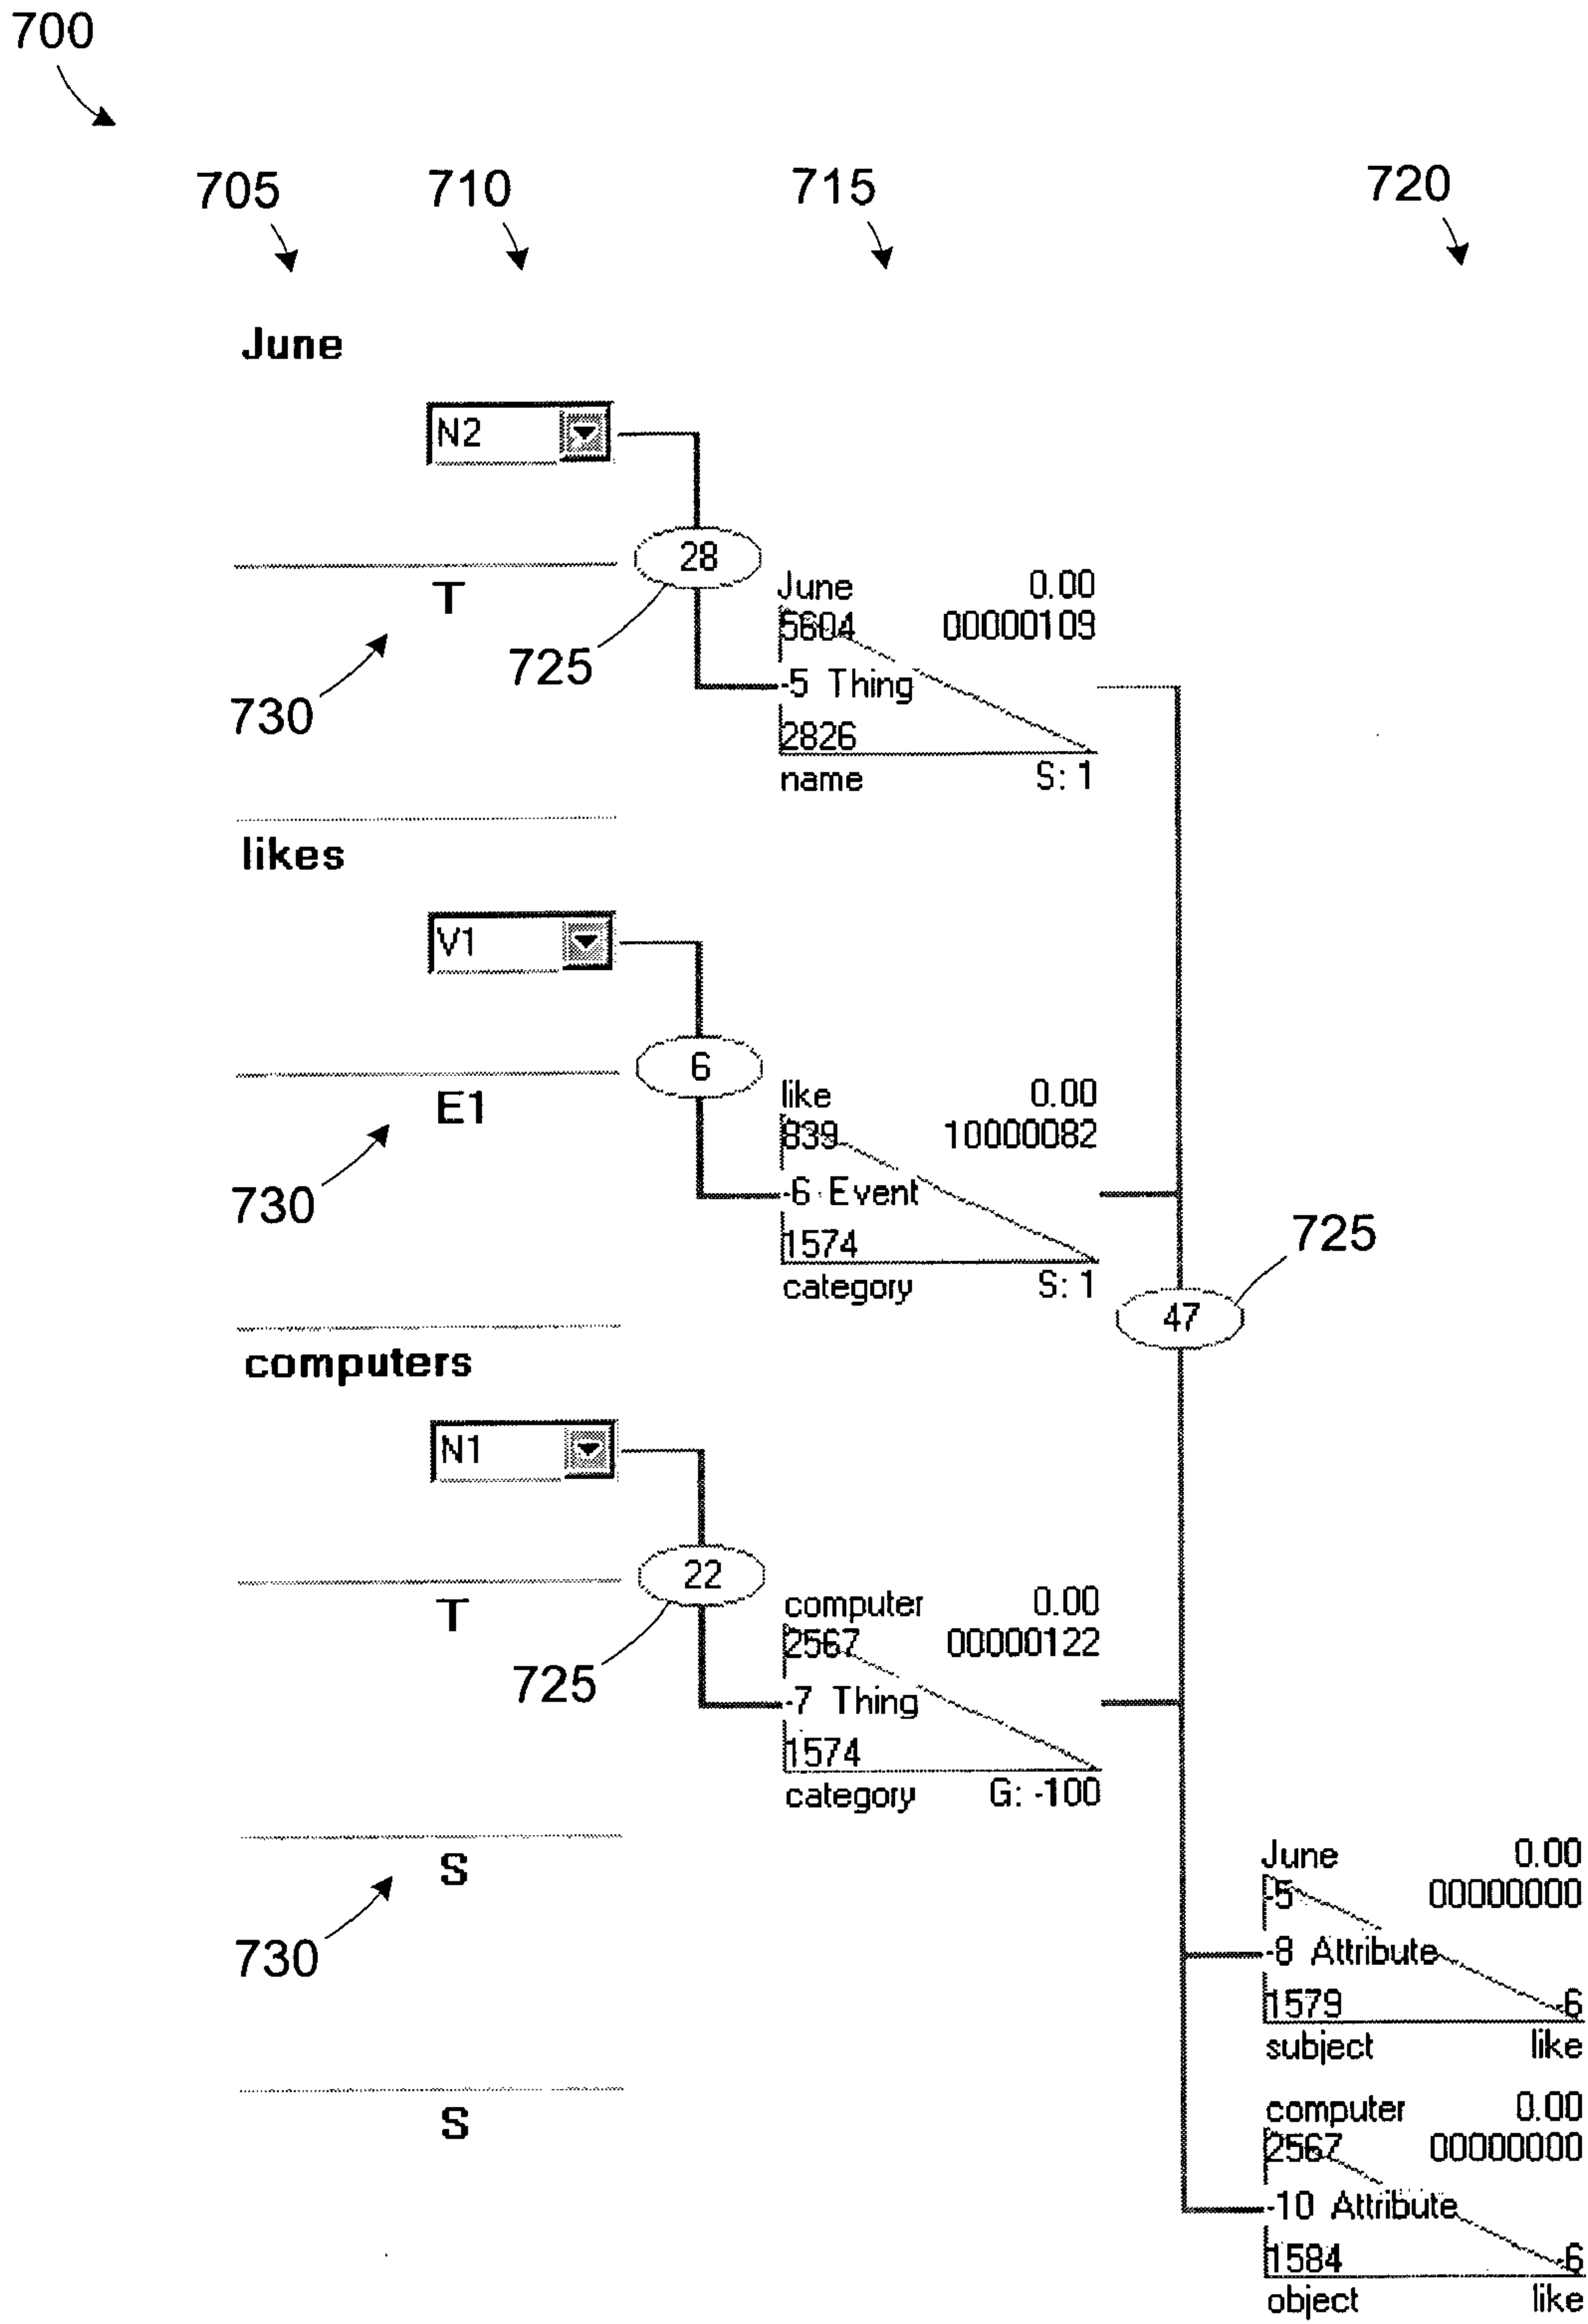 700
705 710 715 720
June
N2
28
T
725
730
June 0.00
5604 00000109
-5 Thing
2826
name S: 1
likes
V1
6
E1
730
like 0.00
839 10000082
-6 Event
1574
category S: 1
725
47
computers
N1
22
T
725
computer 0.00
2567 00000122
-7 Thing
1574
category G: -100
S
730
June 0.00
-5 00000000
-8 Attribute
1579 -6
subject like
S
computer 0.00
2567 00000000
-10 Attribute
1584 -6
object like